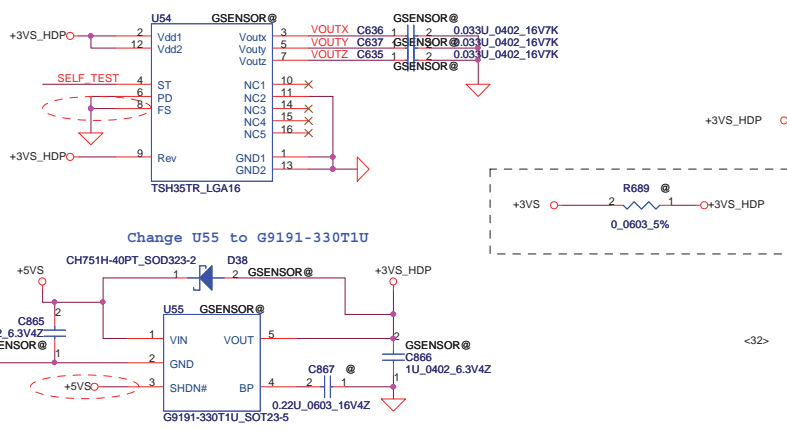 U54
GSENSOR@
GSENSOR@
+3VS_HDP
2
12
Vdd1
Vdd2
Voutx
Vouty
Voutz
3
5
7
VOUTX
VOUTY
VOUTZ
C636
C637
C635
1
1
1
2
2
2
0.033U_0402_16V7K
0.033U_0402_16V7K
0.033U_0402_16V7K
GSENSOR@
GSENSOR@
SELF_TEST
4
6
8
ST
PD
FS
NC1
NC2
NC3
NC4
NC5
10
11
14
15
16
+3VS_HDP
9
Rev
GND1
GND2
1
13
TSH35TR_LGA16
+3VS_HDP
R689
@
+3VS
2
1
+3VS_HDP
0_0603_5%
Change U55 to G9191-330T1U
CH751H-40PT_SOD323-2
D38
+5VS
1
2
GSENSOR@
+3VS_HDP
U55
GSENSOR@
2
C865
2_6.3V4Z
ENSOR@
1
1
VIN
VOUT
5
2
GSENSOR@
C866
1U_0402_6.3V4Z
1
2
GND
+5VS
3
SHDN#
BP
4
C867
@
2
1
0.22U_0603_16V4Z
G9191-330T1U_SOT23-5
<32>